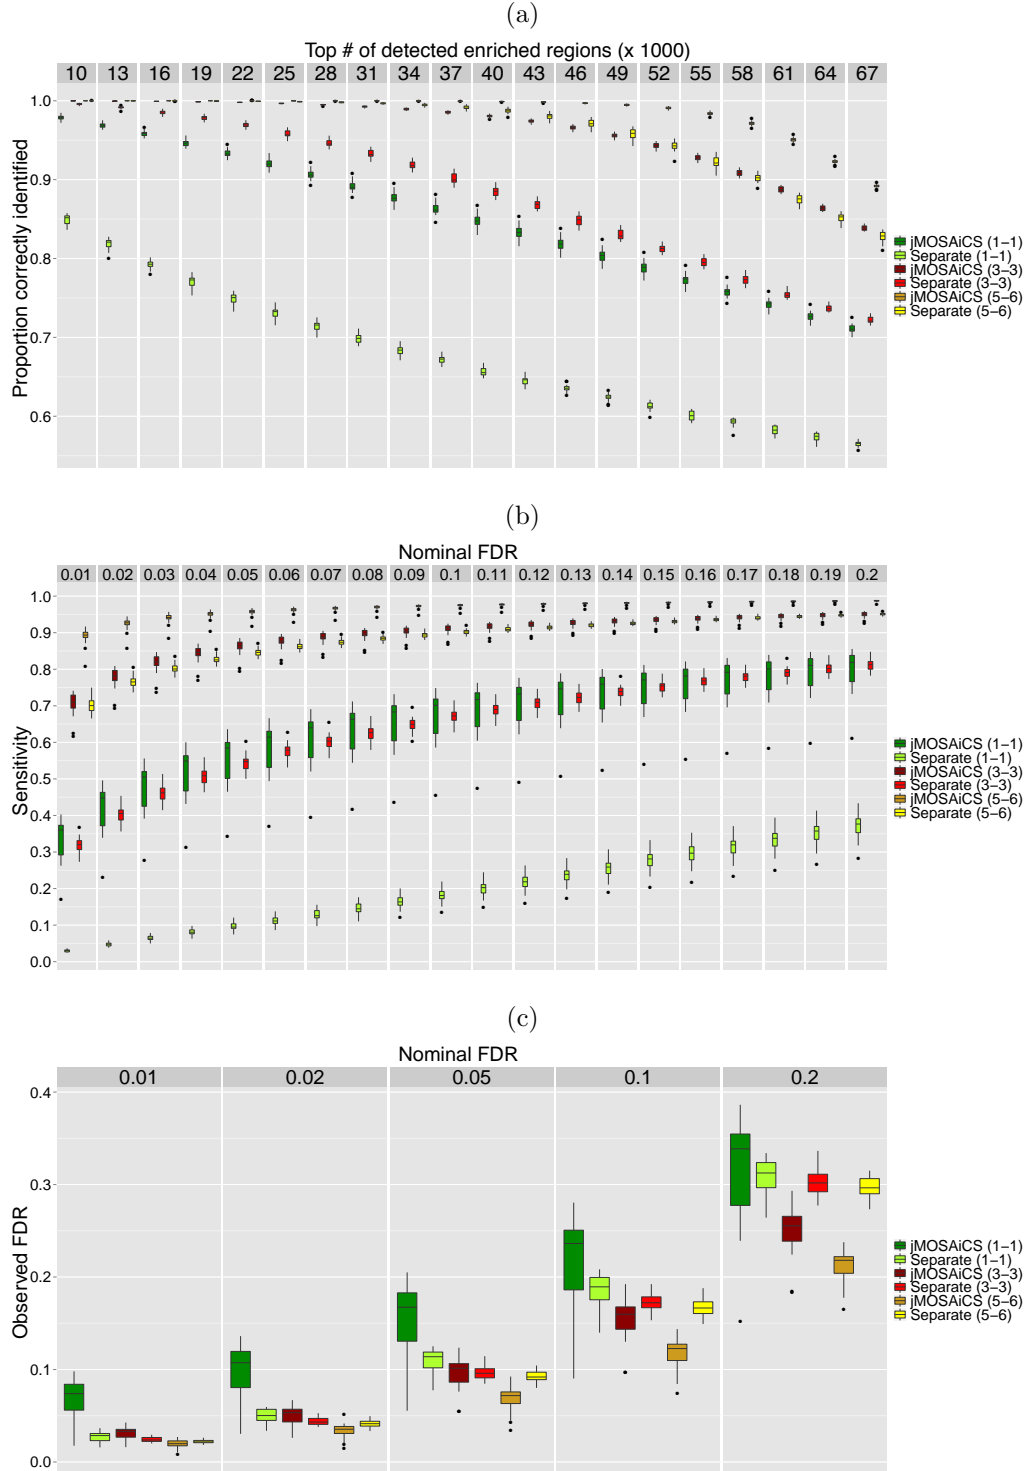 (a)
Top # of detected enriched regions (x 1000)
10 13 16 19 22 25 28 31 34 37 40 43 46 49 52 55 58 61 64 67
1.0
0.9
0.8
0.7
0.6
Proportion correctly identified
jMOSAiCS (1–1)
Separate (1–1)
jMOSAiCS (3–3)
Separate (3–3)
jMOSAiCS (5–6)
Separate (5–6)
(b)
Nominal FDR
0.01 0.02 0.03 0.04 0.05 0.06 0.07 0.08 0.09 0.1 0.11 0.12 0.13 0.14 0.15 0.16 0.17 0.18 0.19 0.2
1.0
0.9
0.8
0.7
0.6
0.5
0.4
0.3
0.2
0.1
0.0
Sensitivity
jMOSAiCS (1–1)
Separate (1–1)
jMOSAiCS (3–3)
Separate (3–3)
jMOSAiCS (5–6)
Separate (5–6)
(c)
Nominal FDR
0.01 0.02 0.05 0.1 0.2
0.4
0.3
0.2
0.1
0.0
Observed FDR
jMOSAiCS (1–1)
Separate (1–1)
jMOSAiCS (3–3)
Separate (3–3)
jMOSAiCS (5–6)
Separate (5–6)